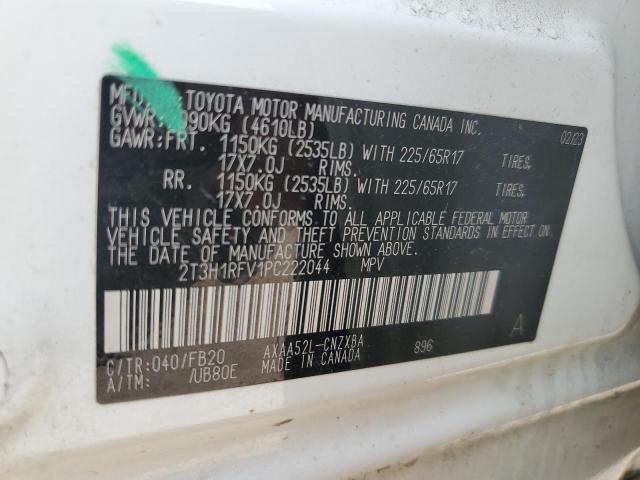 MFD. TOYOTA MOTOR MANUFACTURING CANADA INC.
GVWR 2090KG (4610LB) 02/23
GAWR:FRT. 1150KG (2535LB) WITH 225/65R17 TIRES,
17X7.0J RIMS.
RR. 1150KG (2535LB) WITH 225/65R17 TIRES,
17X7.0J RIMS.
THIS VEHICLE CONFORMS TO ALL APPLICABLE FEDERAL MOTOR
VEHICLE SAFETY AND THEFT PREVENTION STANDARDS IN EFFECT ON
THE DATE OF MANUFACTURE SHOWN ABOVE.
2T3H1RFV1PC222044 MPV
A
C/TR:040/FB20 AXAA52L-CNZXBA 896
A/TM: /UB80E MADE IN CANADA